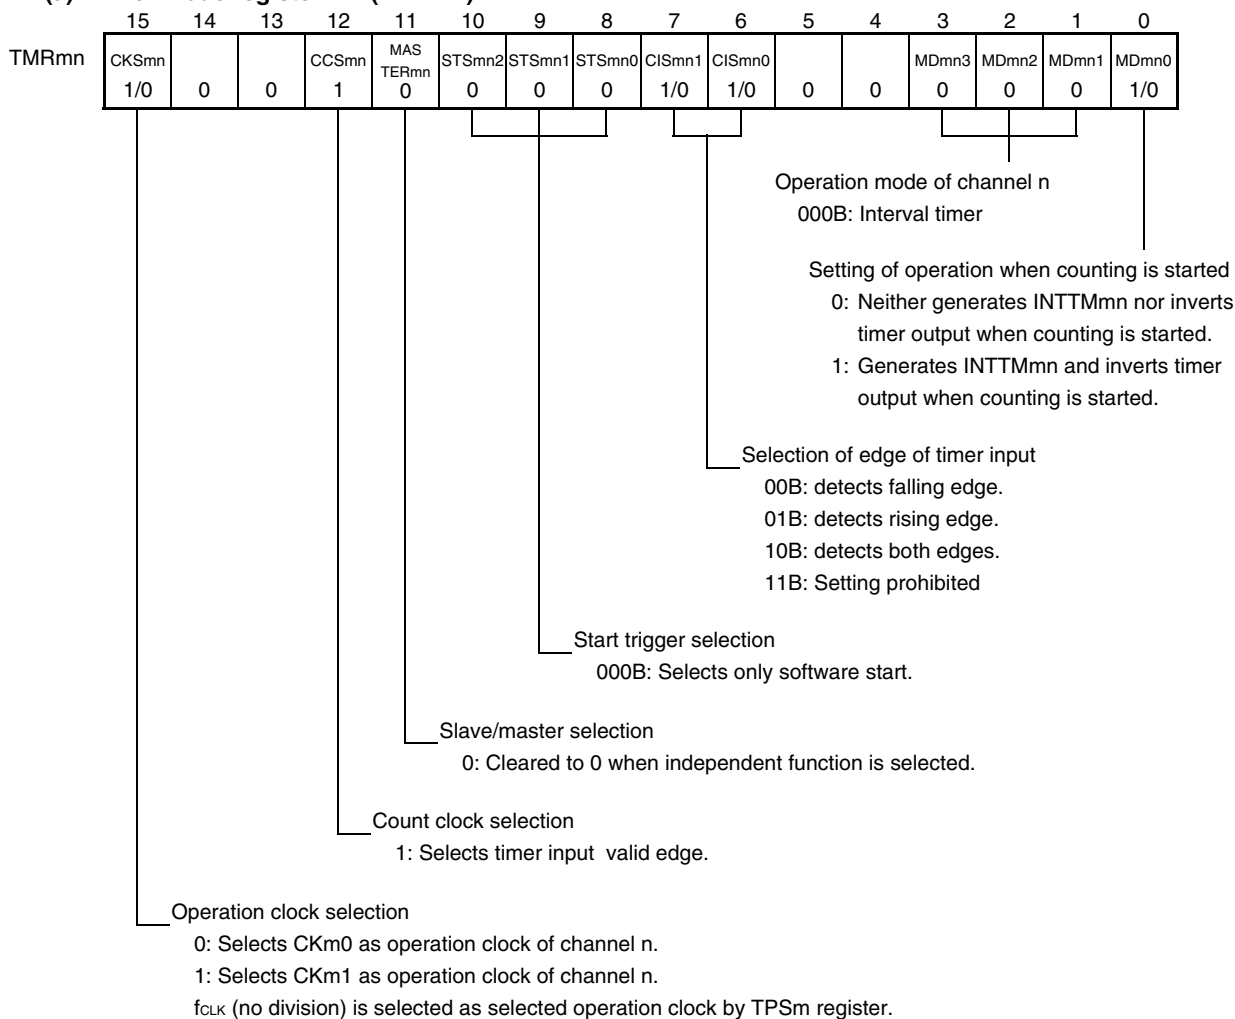 15 14 13 12 11 10 9 8 7 6 5 4 3 2 1 0
TMRmn CKSmn CCSmn MAS TERmn STSmn2 STSmn1 STSmn0 CISmn1 CISmn0 MDmn3 MDmn2 MDmn1 MDmn0
1/0 0 0 1 0 0 0 0 1/0 1/0 0 0 0 0 0 1/0
Operation mode of channel n
000B: Interval timer
Setting of operation when counting is started
0: Neither generates INTTMmn nor inverts
timer output when counting is started.
1: Generates INTTMmn and inverts timer
output when counting is started.
Selection of edge of timer input
00B: detects falling edge.
01B: detects rising edge.
10B: detects both edges.
11B: Setting prohibited
Start trigger selection
000B: Selects only software start.
Slave/master selection
0: Cleared to 0 when independent function is selected.
Count clock selection
1: Selects timer input valid edge.
Operation clock selection
0: Selects CKm0 as operation clock of channel n.
1: Selects CKm1 as operation clock of channel n.
fCLK (no division) is selected as selected operation clock by TPSm register.